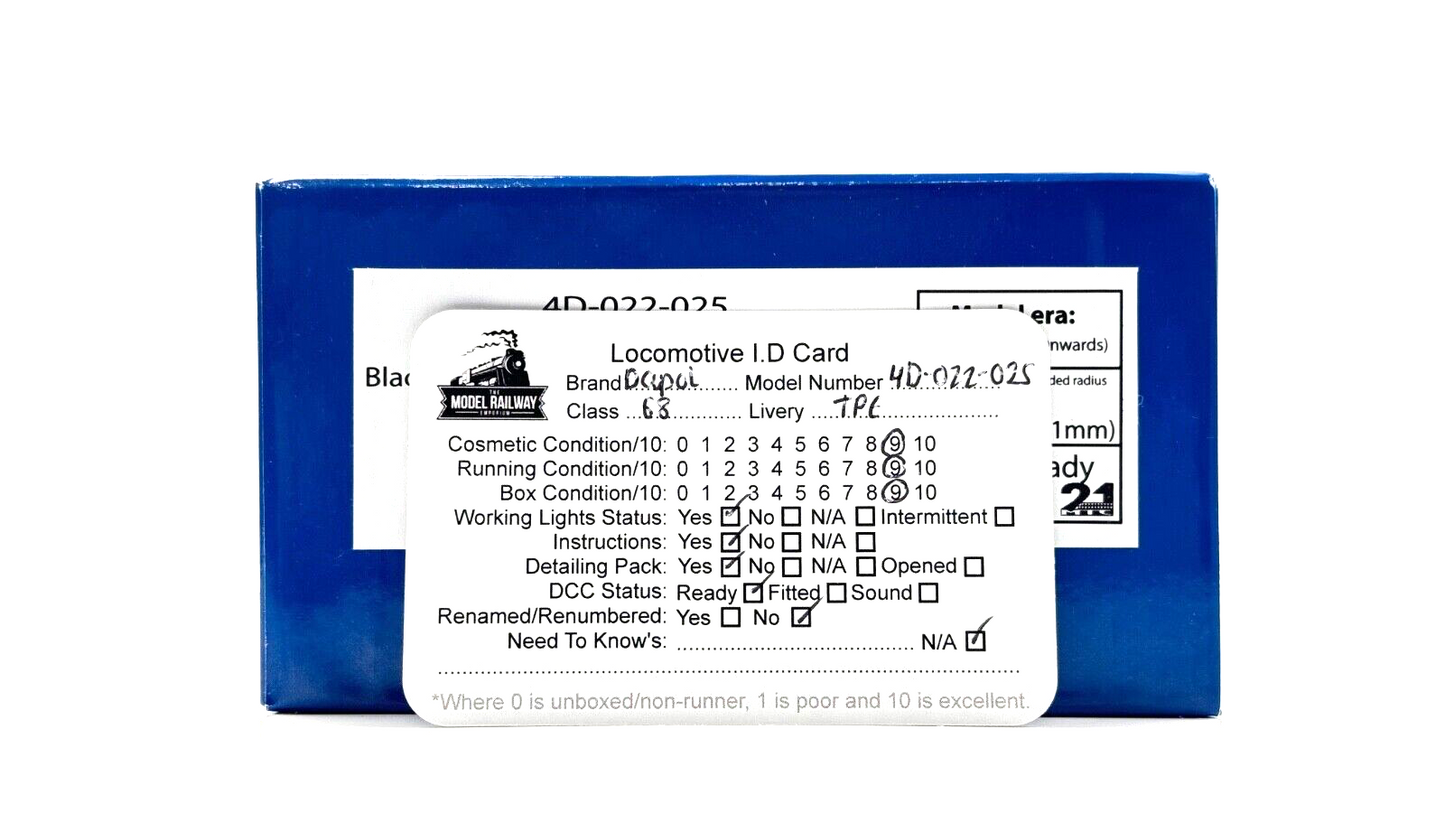 4D-022-025
Model era:
nwards)
Blac
ded radius
1mm)
ady
21
THE
MODEL RAILWAY
EMPORIUM
Locomotive I.D Card
Brand Dapol ........ Model Number 4D-022-025
Class ...68............. Livery .....TPE.......................
Cosmetic Condition/10: 0 1 2 3 4 5 6 7 8 9 10
Running Condition/10: 0 1 2 3 4 5 6 7 8 9 10
Box Condition/10: 0 1 2 3 4 5 6 7 8 9 10
Working Lights Status: Yes ☑ No ☐ N/A ☐ Intermittent ☐
Instructions: Yes ☑ No ☐ N/A ☐
Detailing Pack: Yes ☑ No ☐ N/A ☐ Opened ☐
DCC Status: Ready ☑ Fitted ☐ Sound ☐
Renamed/Renumbered: Yes ☐ No ☑
Need To Know's: ........................................ N/A ☑
*Where 0 is unboxed/non-runner, 1 is poor and 10 is excellent.